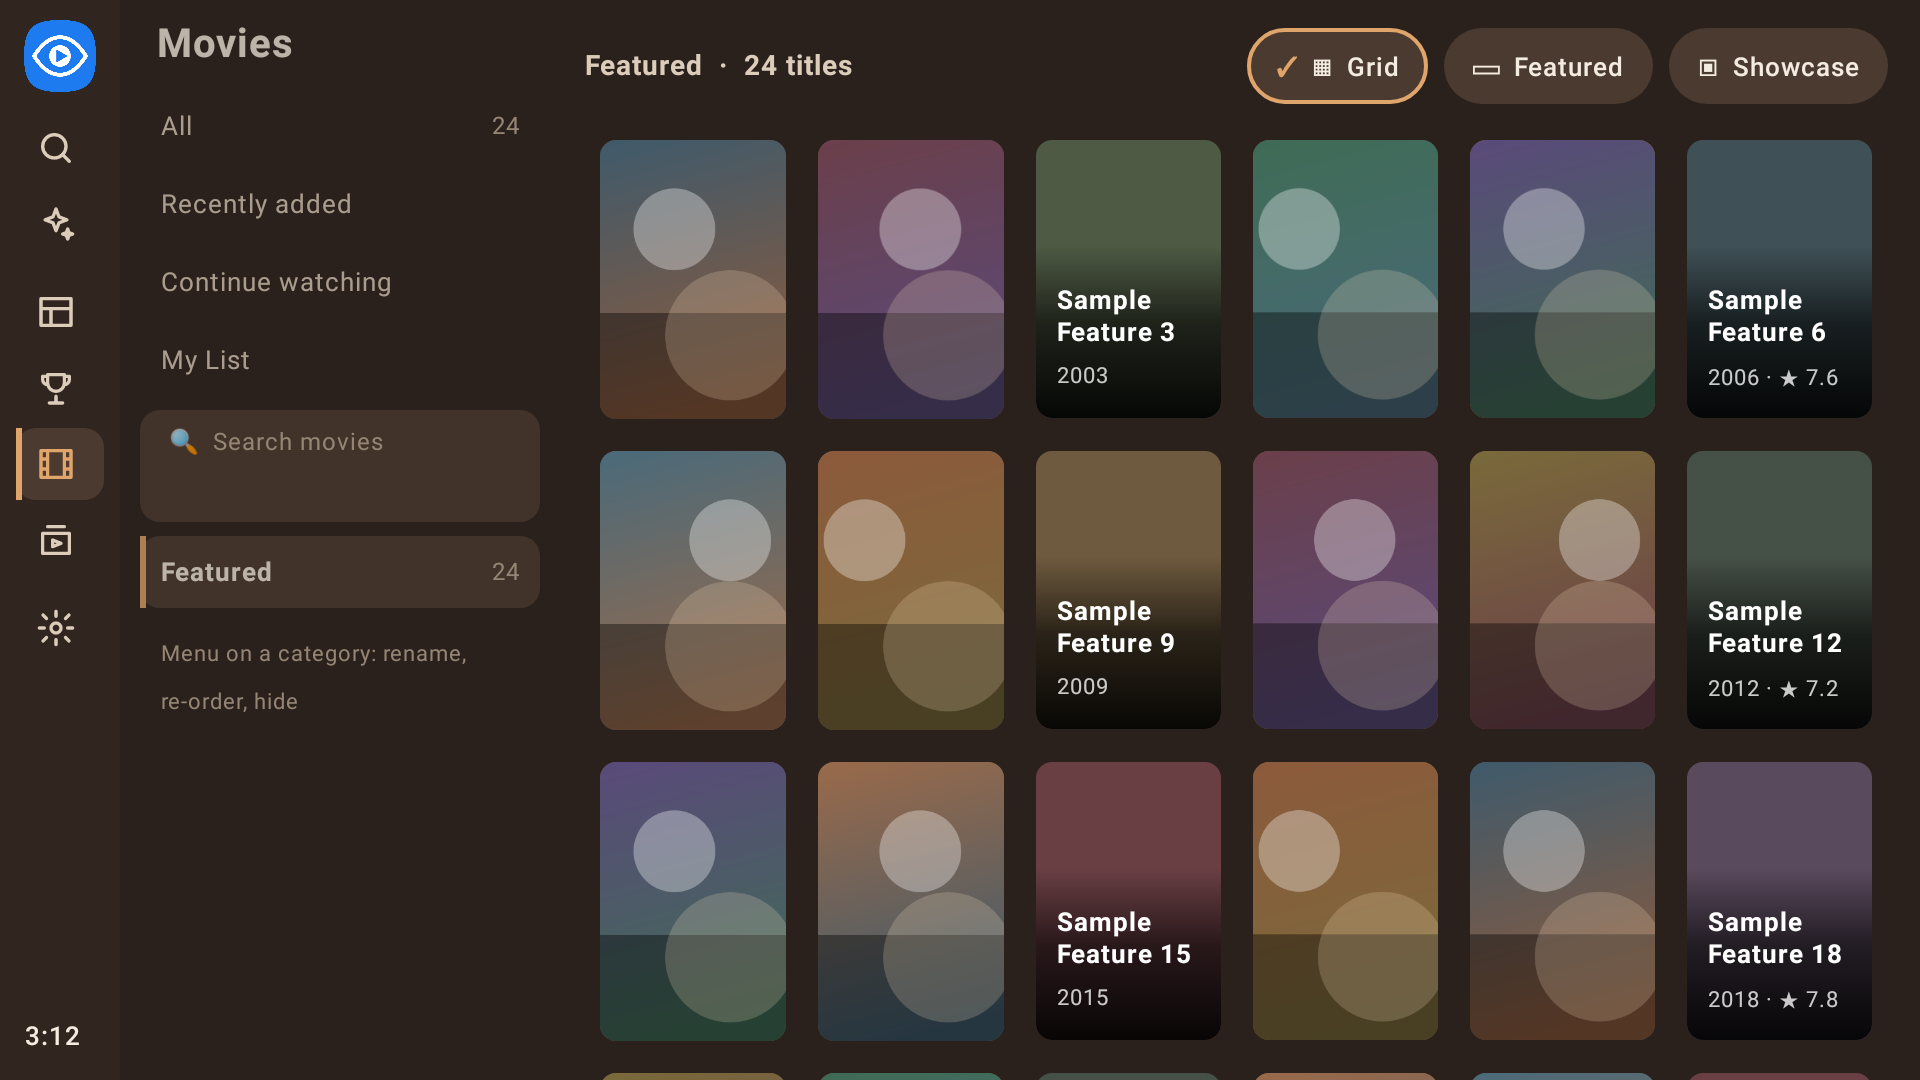 Movies
All 24
Recently added
Continue watching
My List
🔍 Search movies
Featured 24
Menu on a category: rename,
re-order, hide
3:12
Featured · 24 titles
✓ Grid
Featured
Showcase
Sample
Feature 3
2003
Sample
Feature 6
2006 · ★ 7.6
Sample
Feature 9
2009
Sample
Feature 12
2012 · ★ 7.2
Sample
Feature 15
2015
Sample
Feature 18
2018 · ★ 7.8